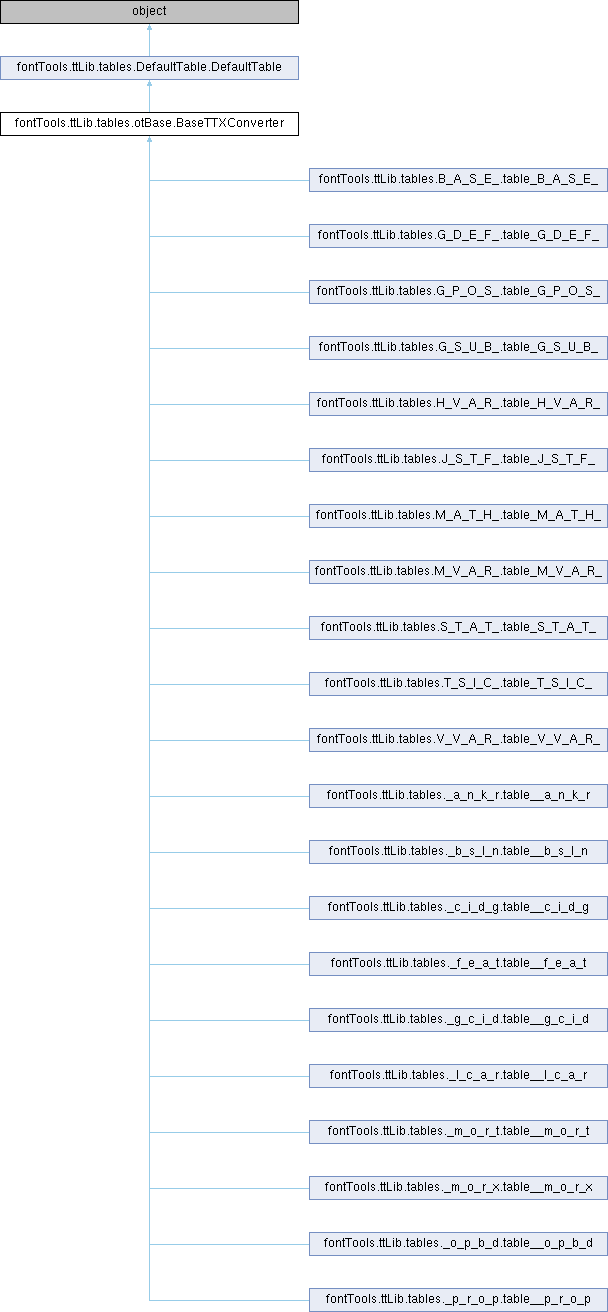 object
fontTools.ttLib.tables.DefaultTable.DefaultTable
fontTools.ttLib.tables.otBase.BaseTTXConverter
fontTools.ttLib.tables.B_A_S_E_.table_B_A_S_E_
fontTools.ttLib.tables.G_D_E_F_.table_G_D_E_F_
fontTools.ttLib.tables.G_P_O_S_.table_G_P_O_S_
fontTools.ttLib.tables.G_S_U_B_.table_G_S_U_B_
fontTools.ttLib.tables.H_V_A_R_.table_H_V_A_R_
fontTools.ttLib.tables.J_S_T_F_.table_J_S_T_F_
fontTools.ttLib.tables.M_A_T_H_.table_M_A_T_H_
fontTools.ttLib.tables.M_V_A_R_.table_M_V_A_R_
fontTools.ttLib.tables.S_T_A_T_.table_S_T_A_T_
fontTools.ttLib.tables.T_S_I_C_.table_T_S_I_C_
fontTools.ttLib.tables.V_V_A_R_.table_V_V_A_R_
fontTools.ttLib.tables._a_n_k_r.table__a_n_k_r
fontTools.ttLib.tables._b_s_l_n.table__b_s_l_n
fontTools.ttLib.tables._c_i_d_g.table__c_i_d_g
fontTools.ttLib.tables._f_e_a_t.table__f_e_a_t
fontTools.ttLib.tables._g_c_i_d.table__g_c_i_d
fontTools.ttLib.tables._l_c_a_r.table__l_c_a_r
fontTools.ttLib.tables._m_o_r_t.table__m_o_r_t
fontTools.ttLib.tables._m_o_r_x.table__m_o_r_x
fontTools.ttLib.tables._o_p_b_d.table__o_p_b_d
fontTools.ttLib.tables._p_r_o_p.table__p_r_o_p